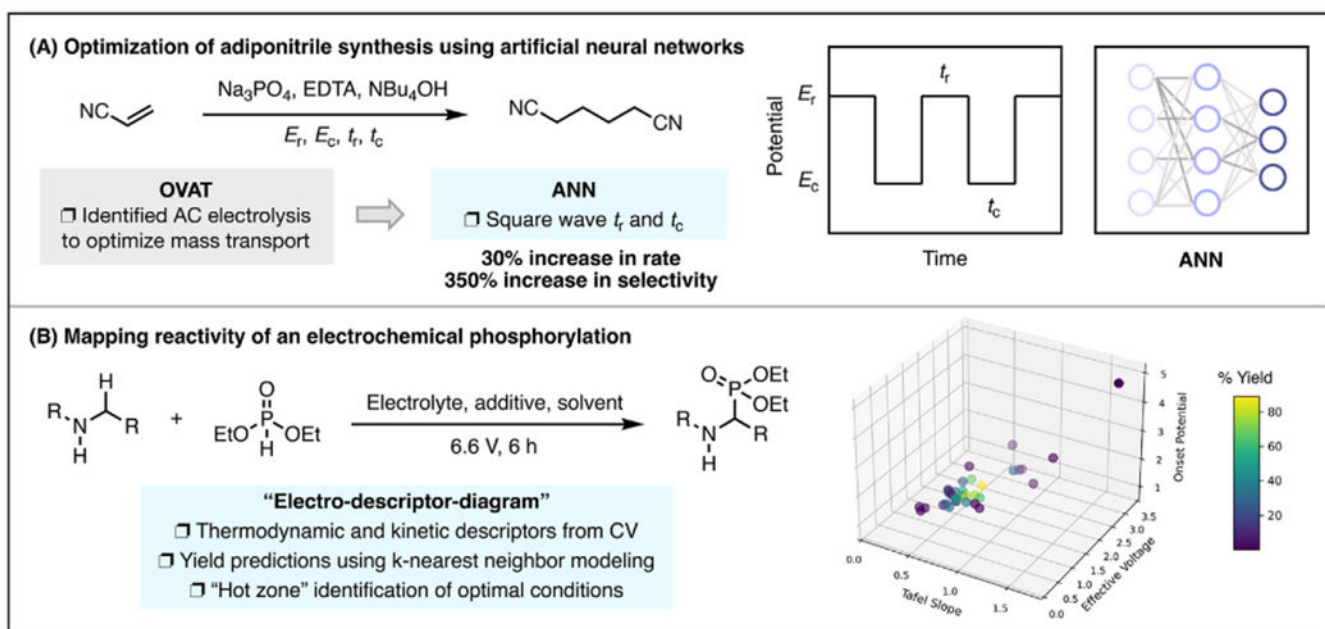 (A) Optimization of adiponitrile synthesis using artificial neural networks
NC
Na₃PO₄, EDTA, NBu₄OH
Eᵣ, E꜀, tᵣ, t꜀
NC
CN
OVAT
❒ Identified AC electrolysis
to optimize mass transport
ANN
❒ Square wave tᵣ and t꜀
30% increase in rate
350% increase in selectivity
Potential
Eᵣ
E꜀
tᵣ
t꜀
Time
ANN
(B) Mapping reactivity of an electrochemical phosphorylation
H
R
N
H
R
+
O
P
EtO
H
OEt
Electrolyte, additive, solvent
6.6 V, 6 h
O
P
OEt
OEt
R
N
H
R
“Electro-descriptor-diagram”
❒ Thermodynamic and kinetic descriptors from CV
❒ Yield predictions using k-nearest neighbor modeling
❒ “Hot zone” identification of optimal conditions
5
4
3
2
1
Onset Potential
0.0
0.5
1.0
1.5
Tafel Slope
0.0
0.5
1.0
1.5
2.0
2.5
3.0
3.5
Effective Voltage
% Yield
80
60
40
20